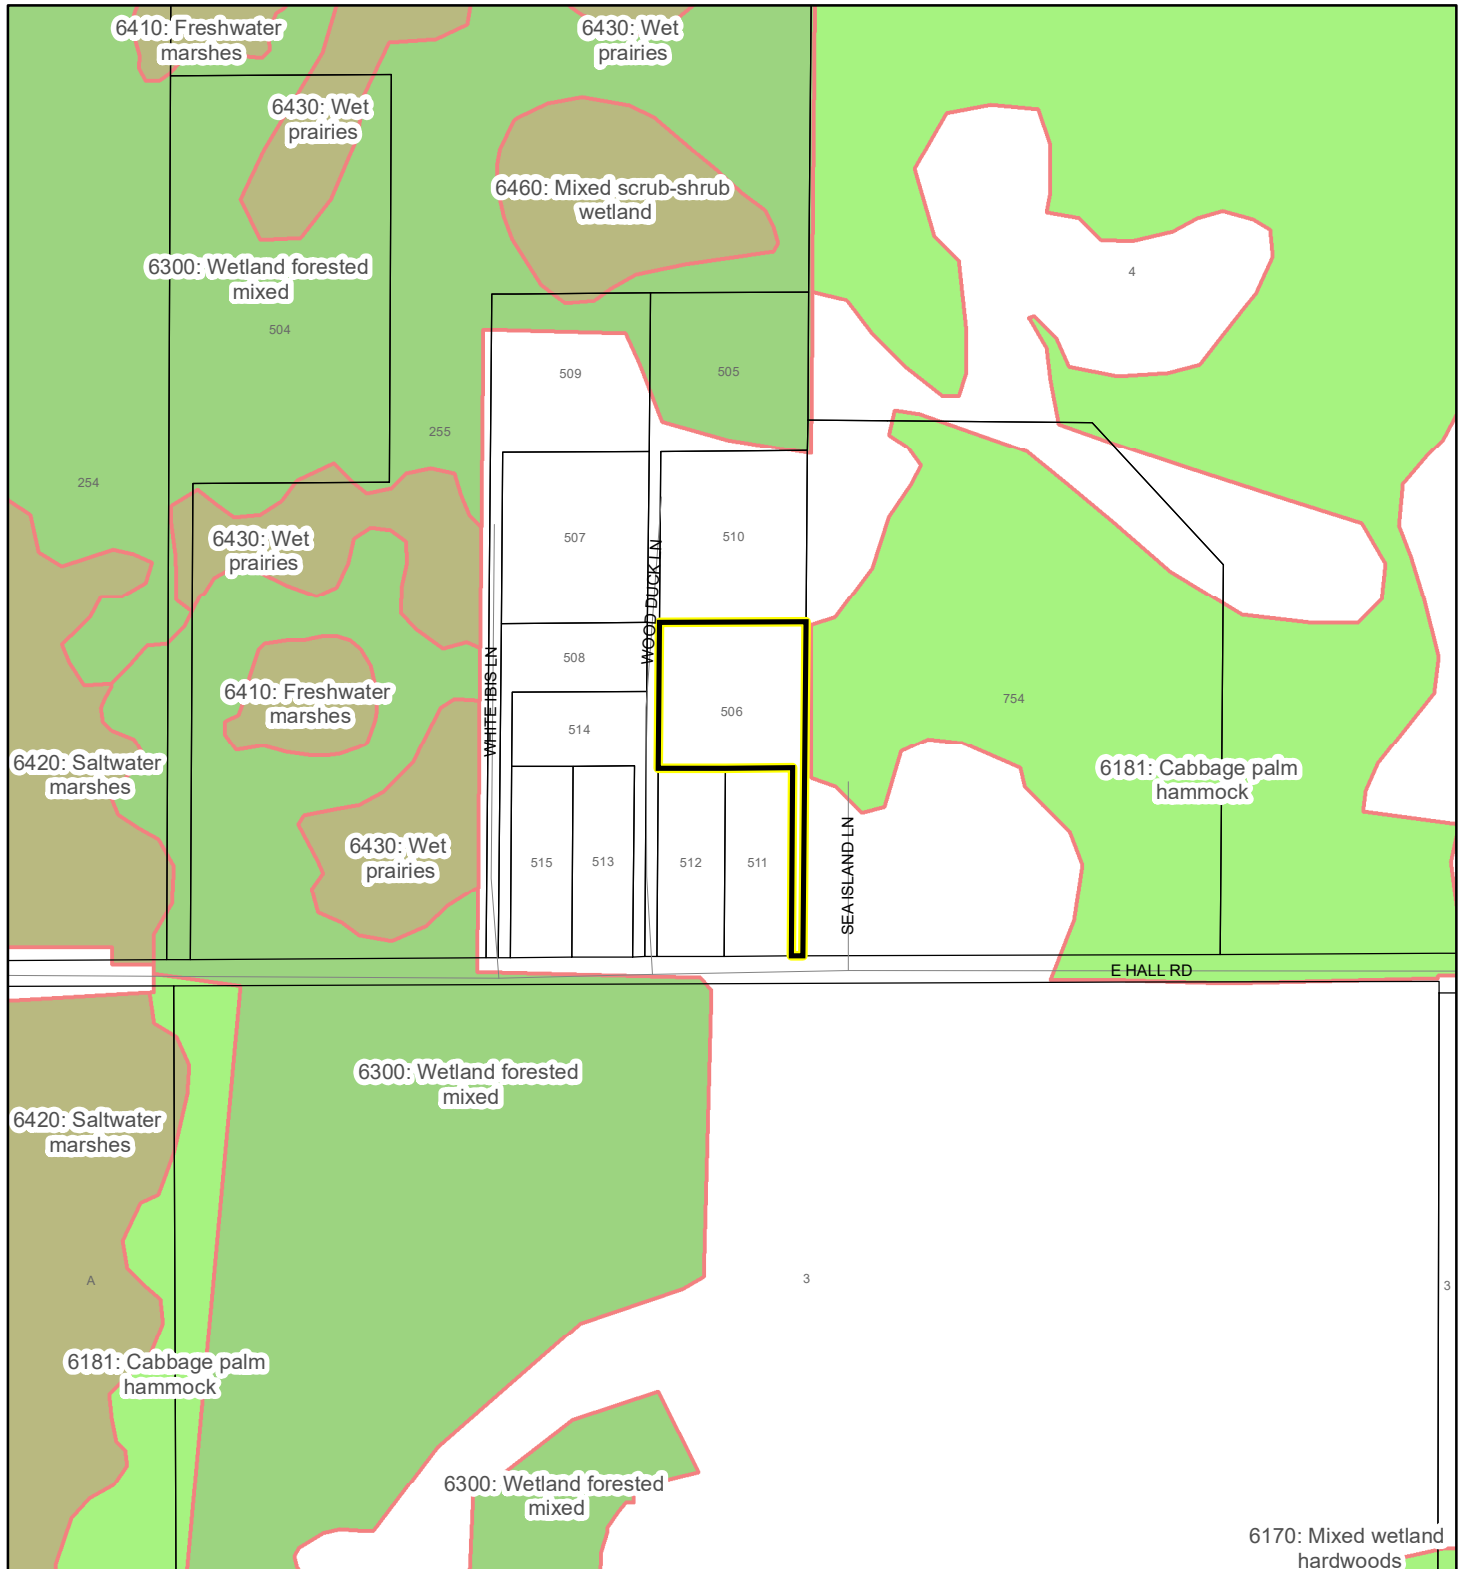 6410: Freshwater
marshes
6430: Wet
prairies
6430: Wet
prairies
6460: Mixed scrub-shrub
wetland
6300: Wetland forested
mixed
4
504
509
505
255
254
6430: Wet
prairies
507
510
WOOD DUCK LN
508
WHITE IBIS LN
6410: Freshwater
marshes
506
754
514
6420: Saltwater
marshes
6181: Cabbage palm
hammock
6430: Wet
prairies
515
513
512
511
SEA ISLAND LN
E HALL RD
6300: Wetland forested
mixed
6420: Saltwater
marshes
A
3
3
6181: Cabbage palm
hammock
6300: Wetland forested
mixed
6170: Mixed wetland
hardwoods